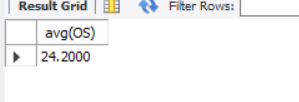 Result Grid Filter Rows:
avg(OS)
24.2000